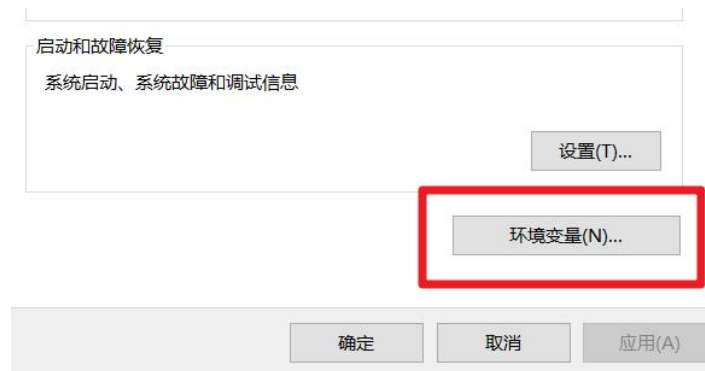 启动和故障恢复
系统启动、系统故障和调试信息
设置(T)...
环境变量(N)...
确定 取消 应用(A)